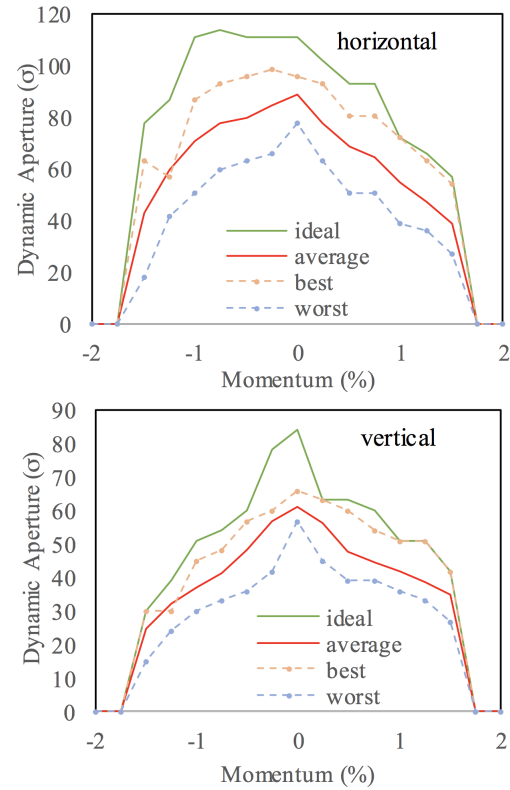 120
100
80
60
40
20
0
Dynamic Aperture (σ)
horizontal
ideal
average
best
worst
-2 -1 0 1 2
Momentum (%)
90
80
70
60
50
40
30
20
10
0
Dynamic Aperture (σ)
vertical
ideal
average
best
worst
-2 -1 0 1 2
Momentum (%)